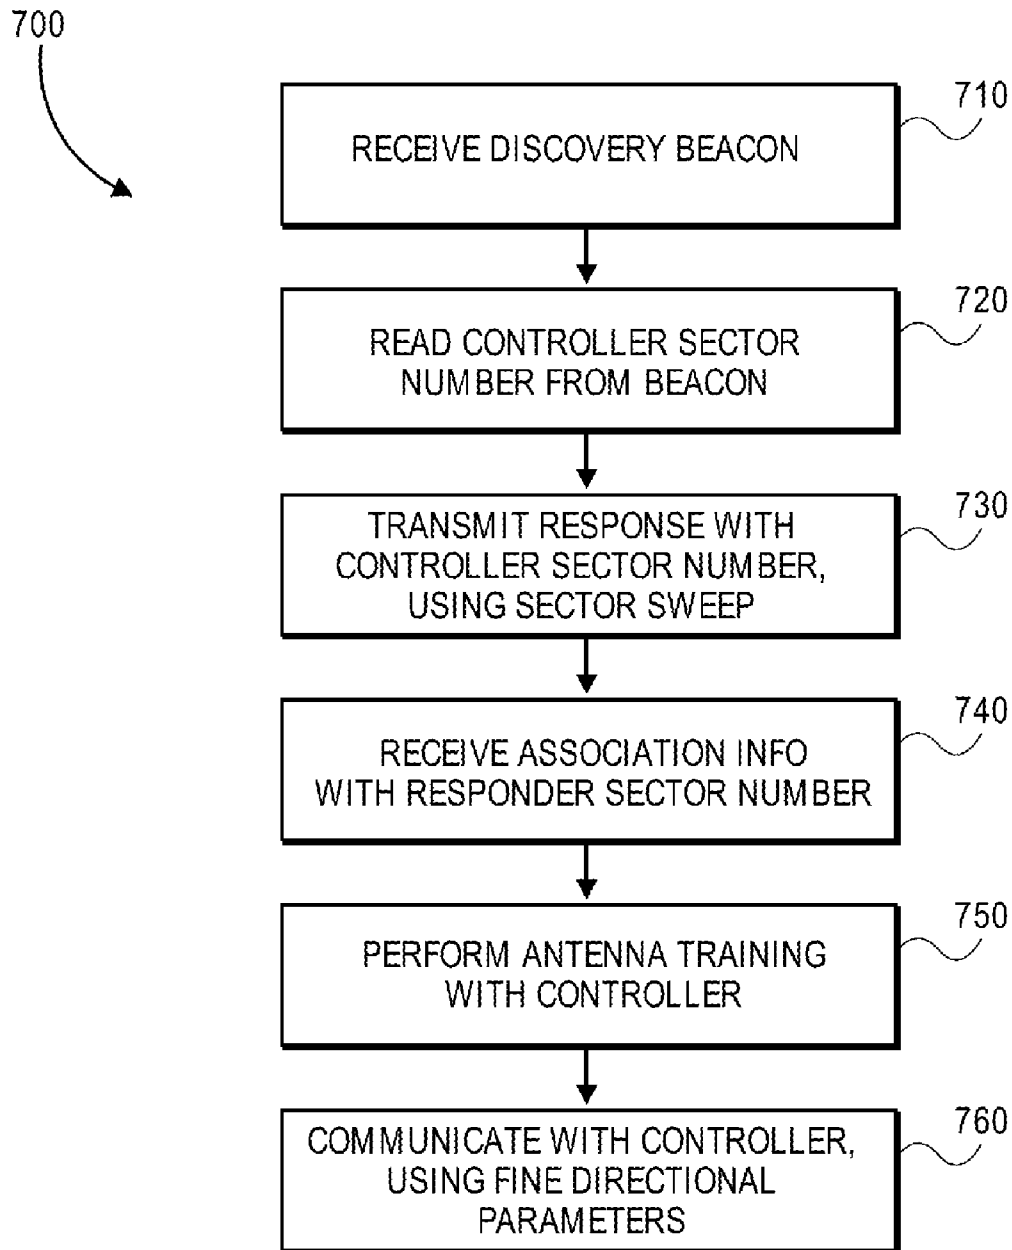 700
710
RECEIVE DISCOVERY BEACON
720
READ CONTROLLER SECTOR
NUMBER FROM BEACON
730
TRANSMIT RESPONSE WITH
CONTROLLER SECTOR NUMBER,
USING SECTOR SWEEP
740
RECEIVE ASSOCIATION INFO
WITH RESPONDER SECTOR NUMBER
750
PERFORM ANTENNA TRAINING
WITH CONTROLLER
760
COMMUNICATE WITH CONTROLLER,
USING FINE DIRECTIONAL
PARAMETERS